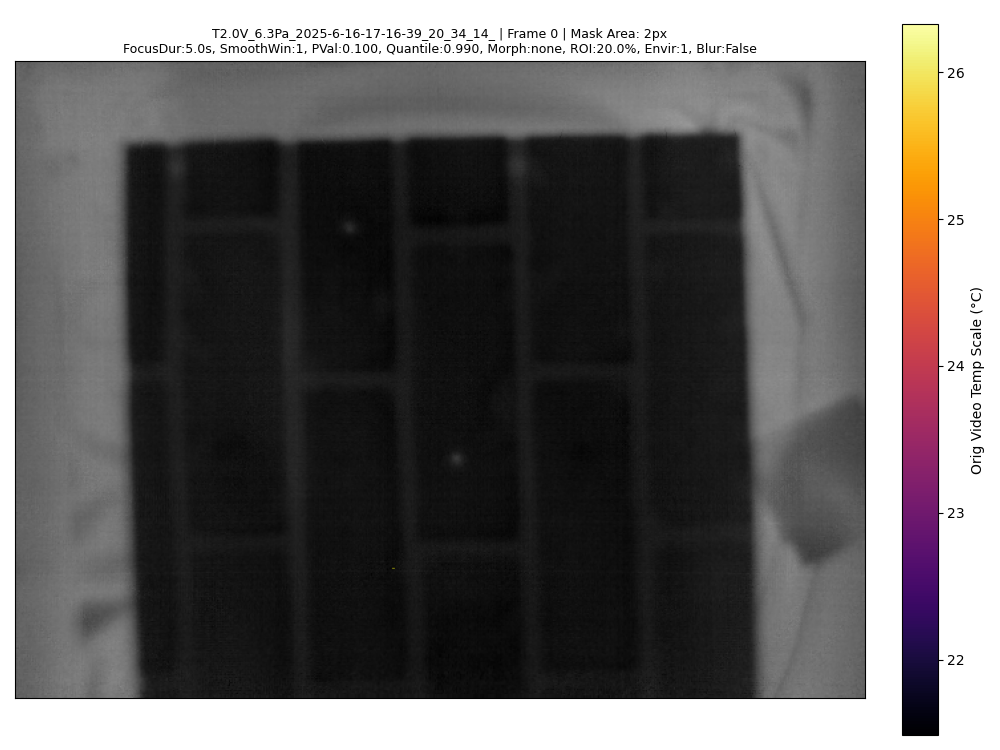 T2.0V_6.3Pa_2025-6-16-17-16-39_20_34_14_ | Frame 0 | Mask Area: 2px
FocusDur:5.0s, SmoothWin:1, PVal:0.100, Quantile:0.990, Morph:none, ROI:20.0%, Envir:1, Blur:False
26
25
24
23
22
Orig Video Temp Scale (°C)